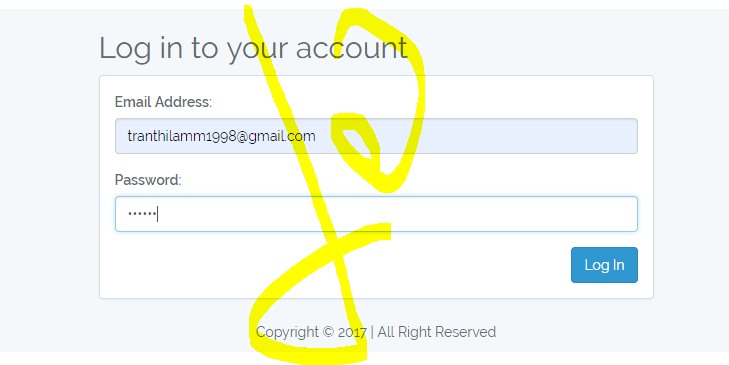 Log in to your account
Email Address:
tranthilamm1998@gmail.com
Password:
••••••
Log In
Copyright © 2017 | All Right Reserved